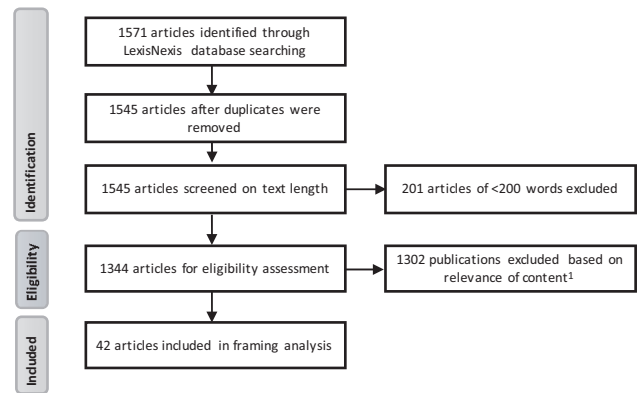 1571 articles identified through
LexisNexis database searching
1545 articles after duplicates were
removed
Identification
1545 articles screened on text length
201 articles of <200 words excluded
Eligibility
1344 articles for eligibility assessment
1302 publications excluded based on
relevance of content1
Included
42 articles included in framing analysis